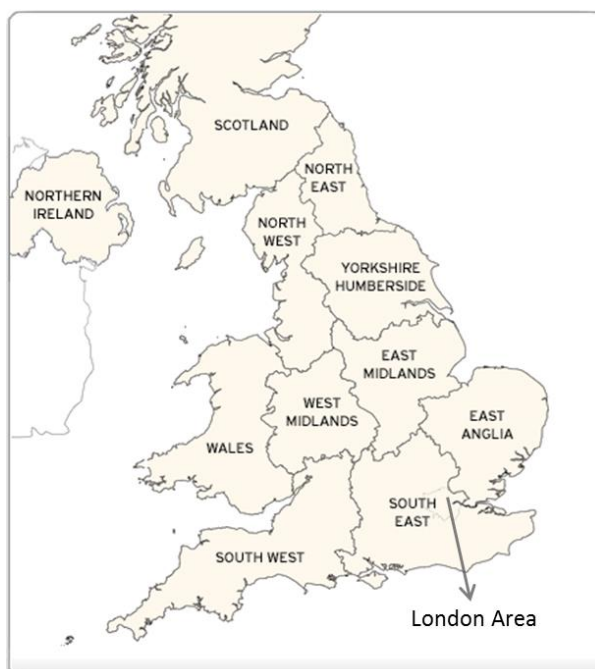 SCOTLAND
NORTH
EAST
NORTHERN
IRELAND
NORTH
WEST
YORKSHIRE
HUMBERSIDE
EAST
MIDLANDS
WEST
MIDLANDS
EAST
ANGLIA
WALES
SOUTH
EAST
SOUTH WEST
London Area